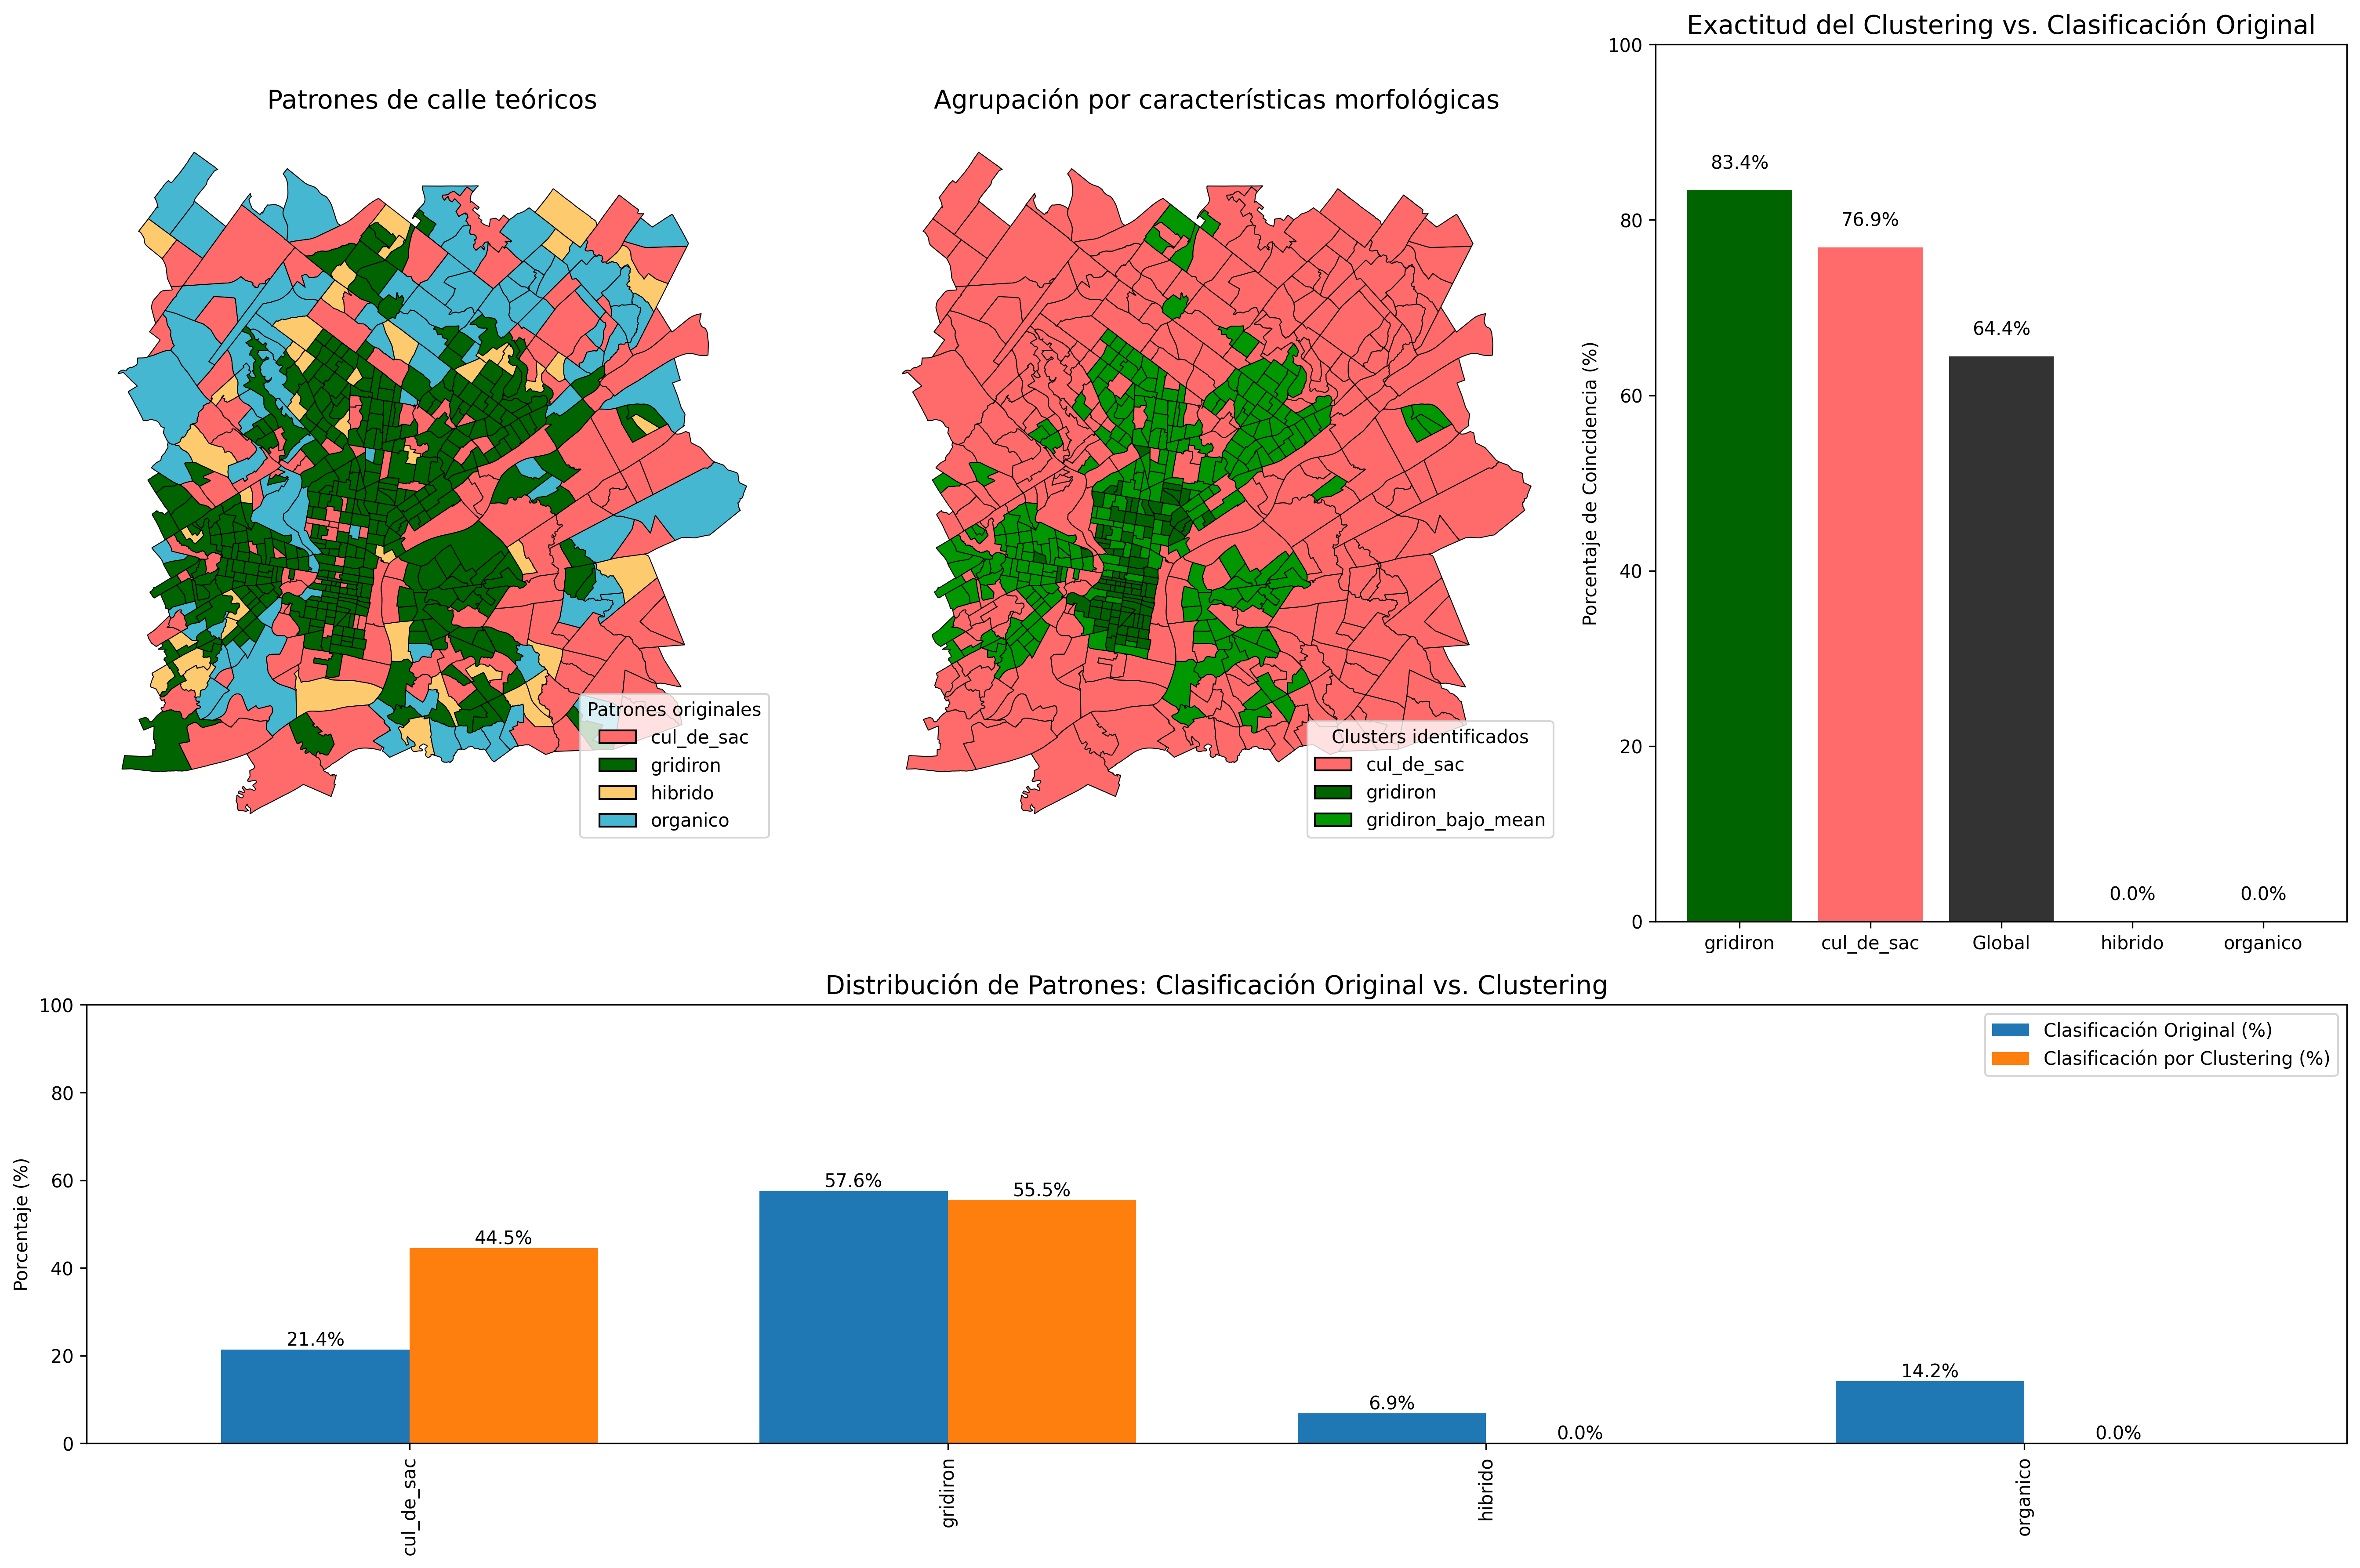 Patrones de calle teóricos
Patrones originales
cul_de_sac
gridiron
hibrido
organico
Agrupación por características morfológicas
Clusters identificados
cul_de_sac
gridiron
gridiron_bajo_mean
Exactitud del Clustering vs. Clasificación Original
Porcentaje de Coincidencia (%)
100
80
60
40
20
0
83.4%
76.9%
64.4%
0.0%
0.0%
gridiron
cul_de_sac
Global
hibrido
organico
Distribución de Patrones: Clasificación Original vs. Clustering
Porcentaje (%)
100
80
60
40
20
0
Clasificación Original (%)
Clasificación por Clustering (%)
21.4%
44.5%
57.6%
55.5%
6.9%
0.0%
14.2%
0.0%
cul_de_sac
gridiron
hibrido
organico